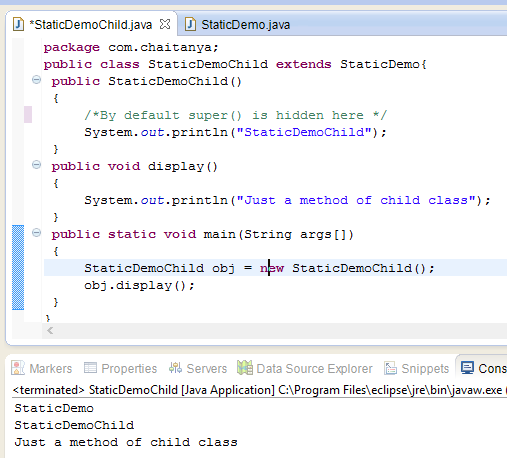 *StaticDemoChild.java StaticDemo.java
package com.chaitanya;
public class StaticDemoChild extends StaticDemo{
public StaticDemoChild()
{
/*By default super() is hidden here */
System.out.println("StaticDemoChild");
}
public void display()
{
System.out.println("Just a method of child class");
}
public static void main(String args[])
{
StaticDemoChild obj = new StaticDemoChild();
obj.display();
}
}
Markers Properties Servers Data Source Explorer Snippets Cons
<terminated> StaticDemoChild [Java Application] C:\Program Files\eclipse\jre\bin\javaw.exe (
StaticDemo
StaticDemoChild
Just a method of child class